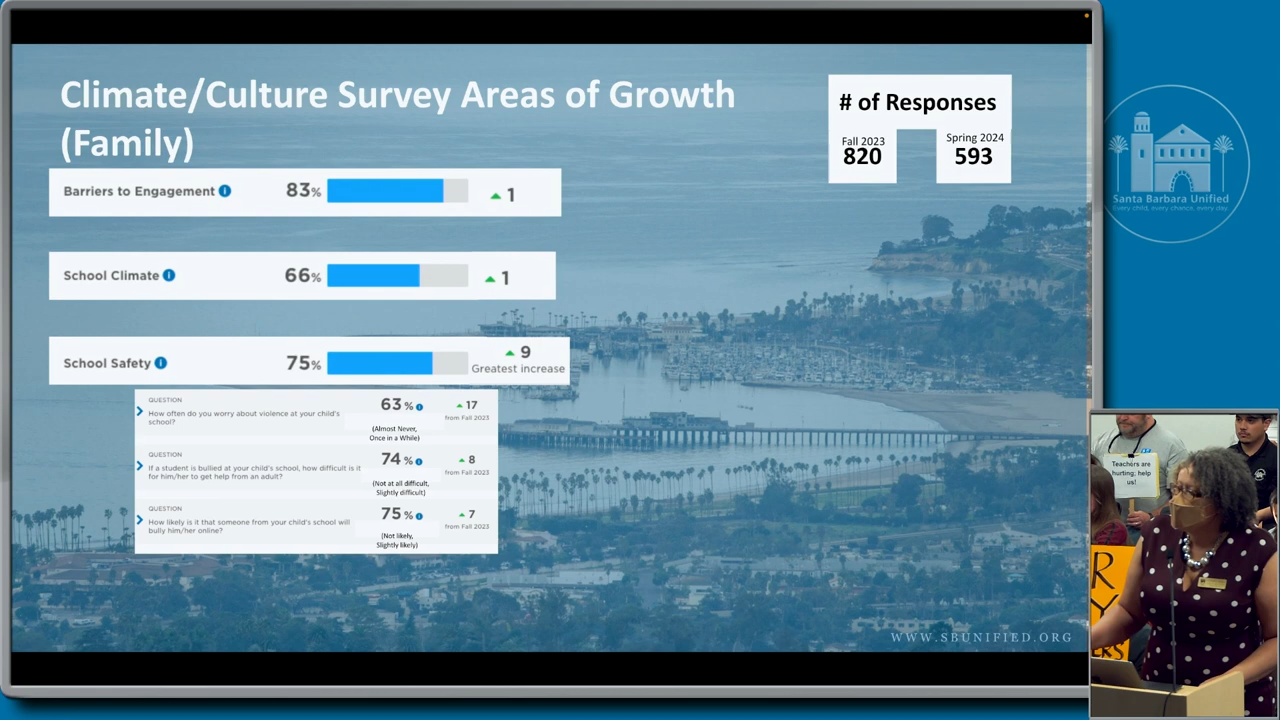 Climate/Culture Survey Areas of Growth
(Family)
# of Responses
Fall 2023
820
Spring 2024
593
Barriers to Engagement
83%
1
School Climate
66%
1
School Safety
75%
9
Greatest increase
QUESTION
How often do you worry about violence at your child's
school?
63%
17
from Fall 2023
(Almost Never,
Once in a While)
QUESTION
If a student is bullied at your child's school, how difficult is it
for him/her to get help from an adult?
74%
8
from Fall 2023
(Not at all difficult,
Slightly difficult)
QUESTION
How likely is it that someone from your child's school will
bully him/her online?
75%
7
from Fall 2023
(Not likely,
Slightly likely)
WWW.SBUNIFIED.ORG
Santa Barbara Unified
Every child, every chance, every day.
Teachers are
hurting; help
us!
R
Y
ERS